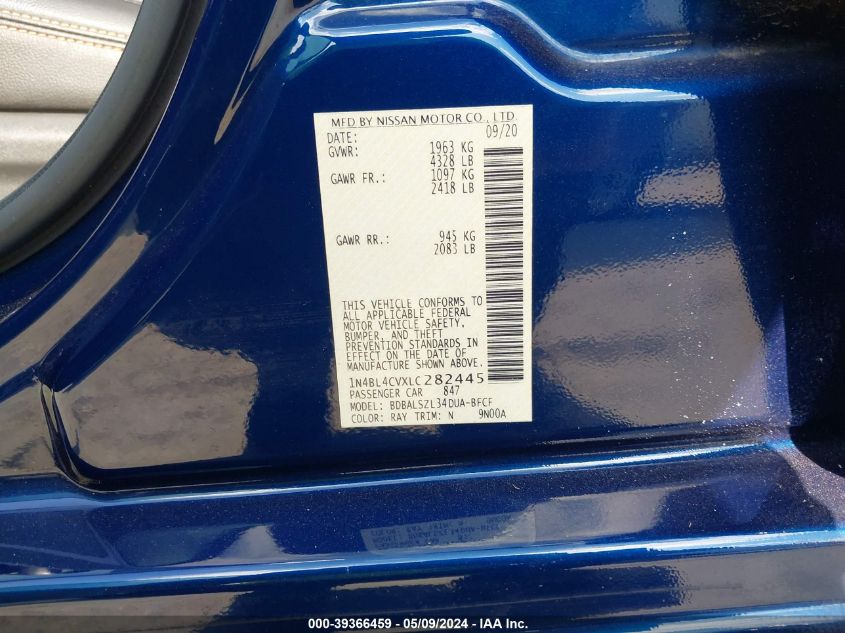 MFD BY NISSAN MOTOR CO., LTD
DATE: 09/20
GVWR: 1963 KG
4328 LB
GAWR FR.: 1097 KG
2418 LB
GAWR RR.: 945 KG
2083 LB
THIS VEHICLE CONFORMS TO
ALL APPLICABLE FEDERAL
MOTOR VEHICLE SAFETY,
BUMPER, AND THEFT
PREVENTION STANDARDS IN
EFFECT ON THE DATE OF
MANUFACTURE SHOWN ABOVE.
1N4BL4CVXLC282445
PASSENGER CAR 847
MODEL: BDBALSZL34DUA-BFCF
COLOR: RAY TRIM: N 9N00A
000-39366459 - 05/09/2024 - IAA Inc.